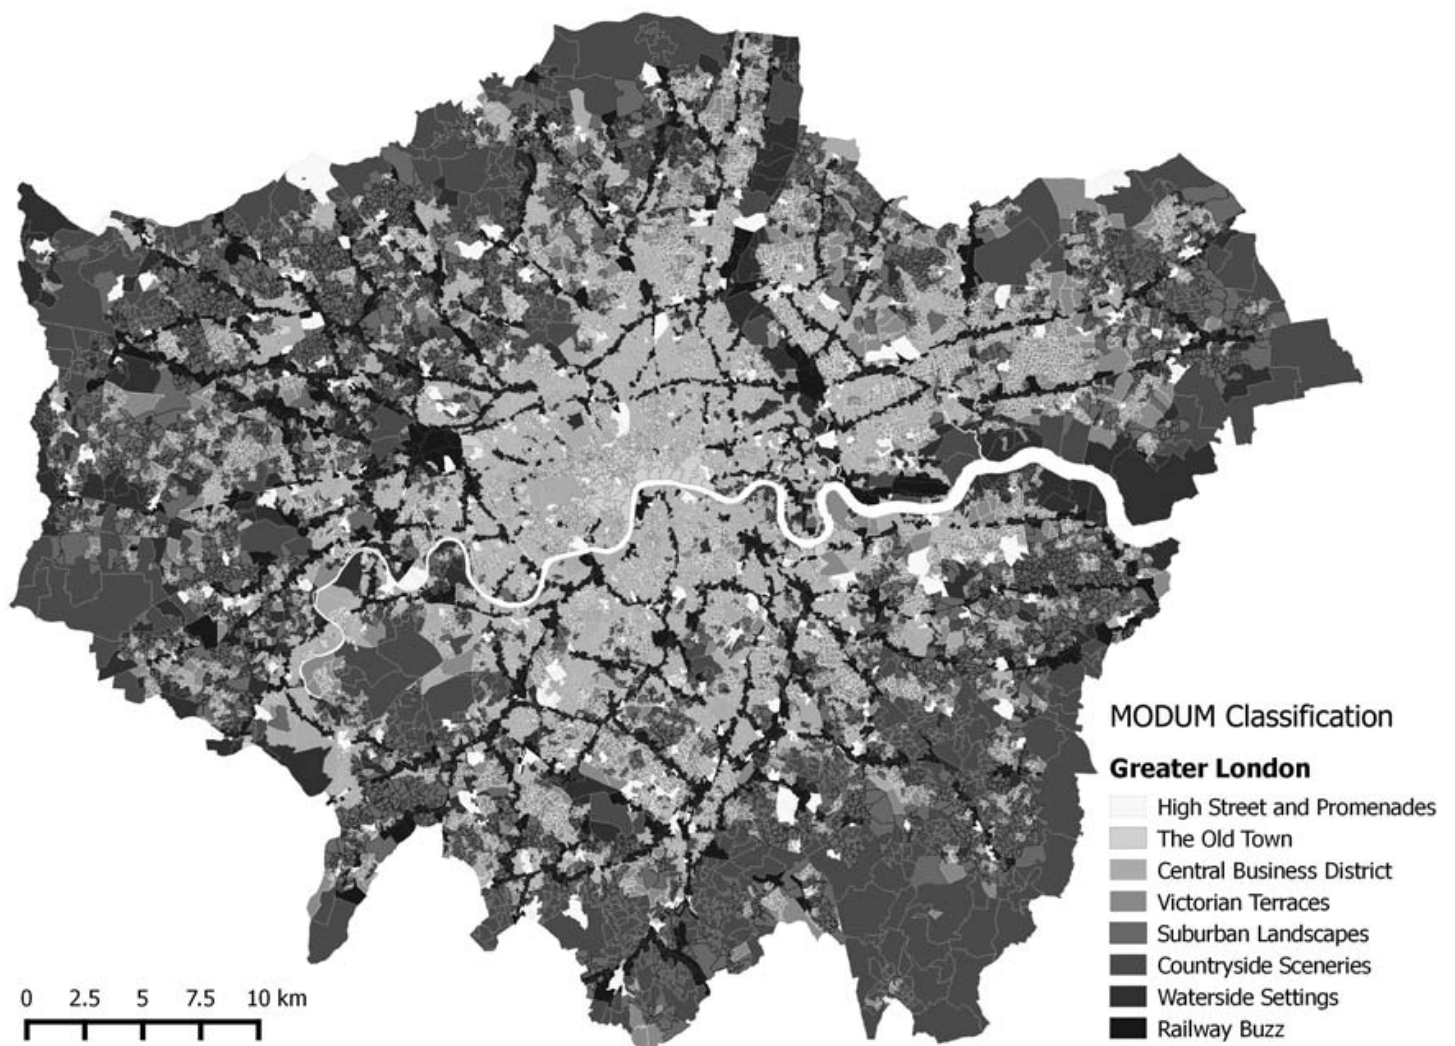 MODUM Classification
Greater London
High Street and Promenades
The Old Town
Central Business District
Victorian Terraces
Suburban Landscapes
Countryside Sceneries
Waterside Settings
Railway Buzz
0 2.5 5 7.5 10 km